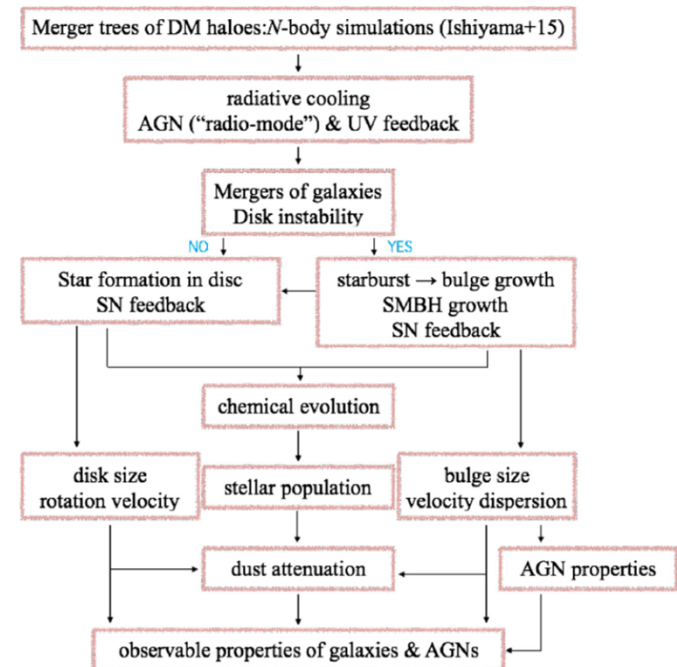 Merger trees of DM haloes:N-body simulations (Ishiyama+15)
radiative cooling
AGN (“radio-mode”) & UV feedback
Mergers of galaxies
Disk instability
NO
YES
Star formation in disc
SN feedback
starburst → bulge growth
SMBH growth
SN feedback
chemical evolution
disk size
rotation velocity
stellar population
bulge size
velocity dispersion
dust attenuation
AGN properties
observable properties of galaxies & AGNs